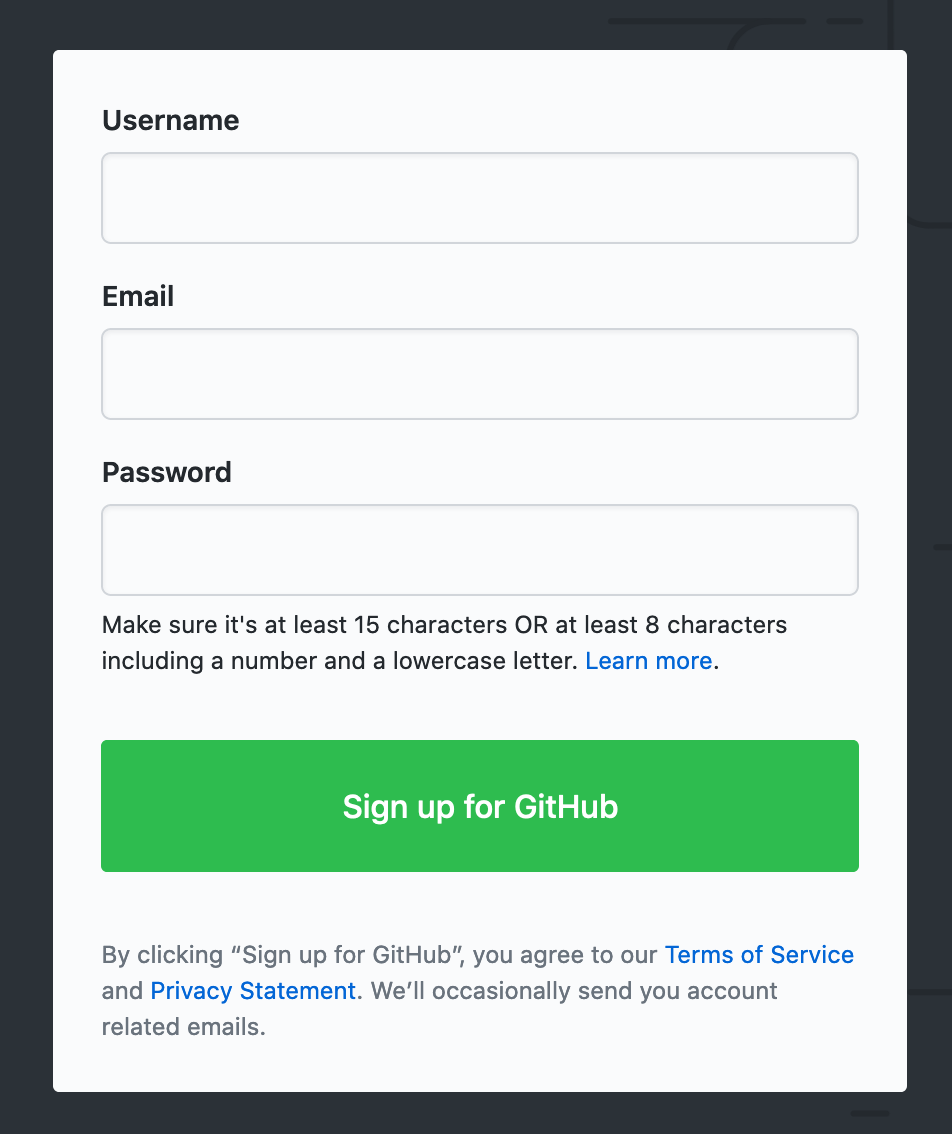 Username
Email
Password
Make sure it's at least 15 characters OR at least 8 characters
including a number and a lowercase letter. Learn more.
Sign up for GitHub
By clicking “Sign up for GitHub”, you agree to our Terms of Service
and Privacy Statement. We’ll occasionally send you account
related emails.